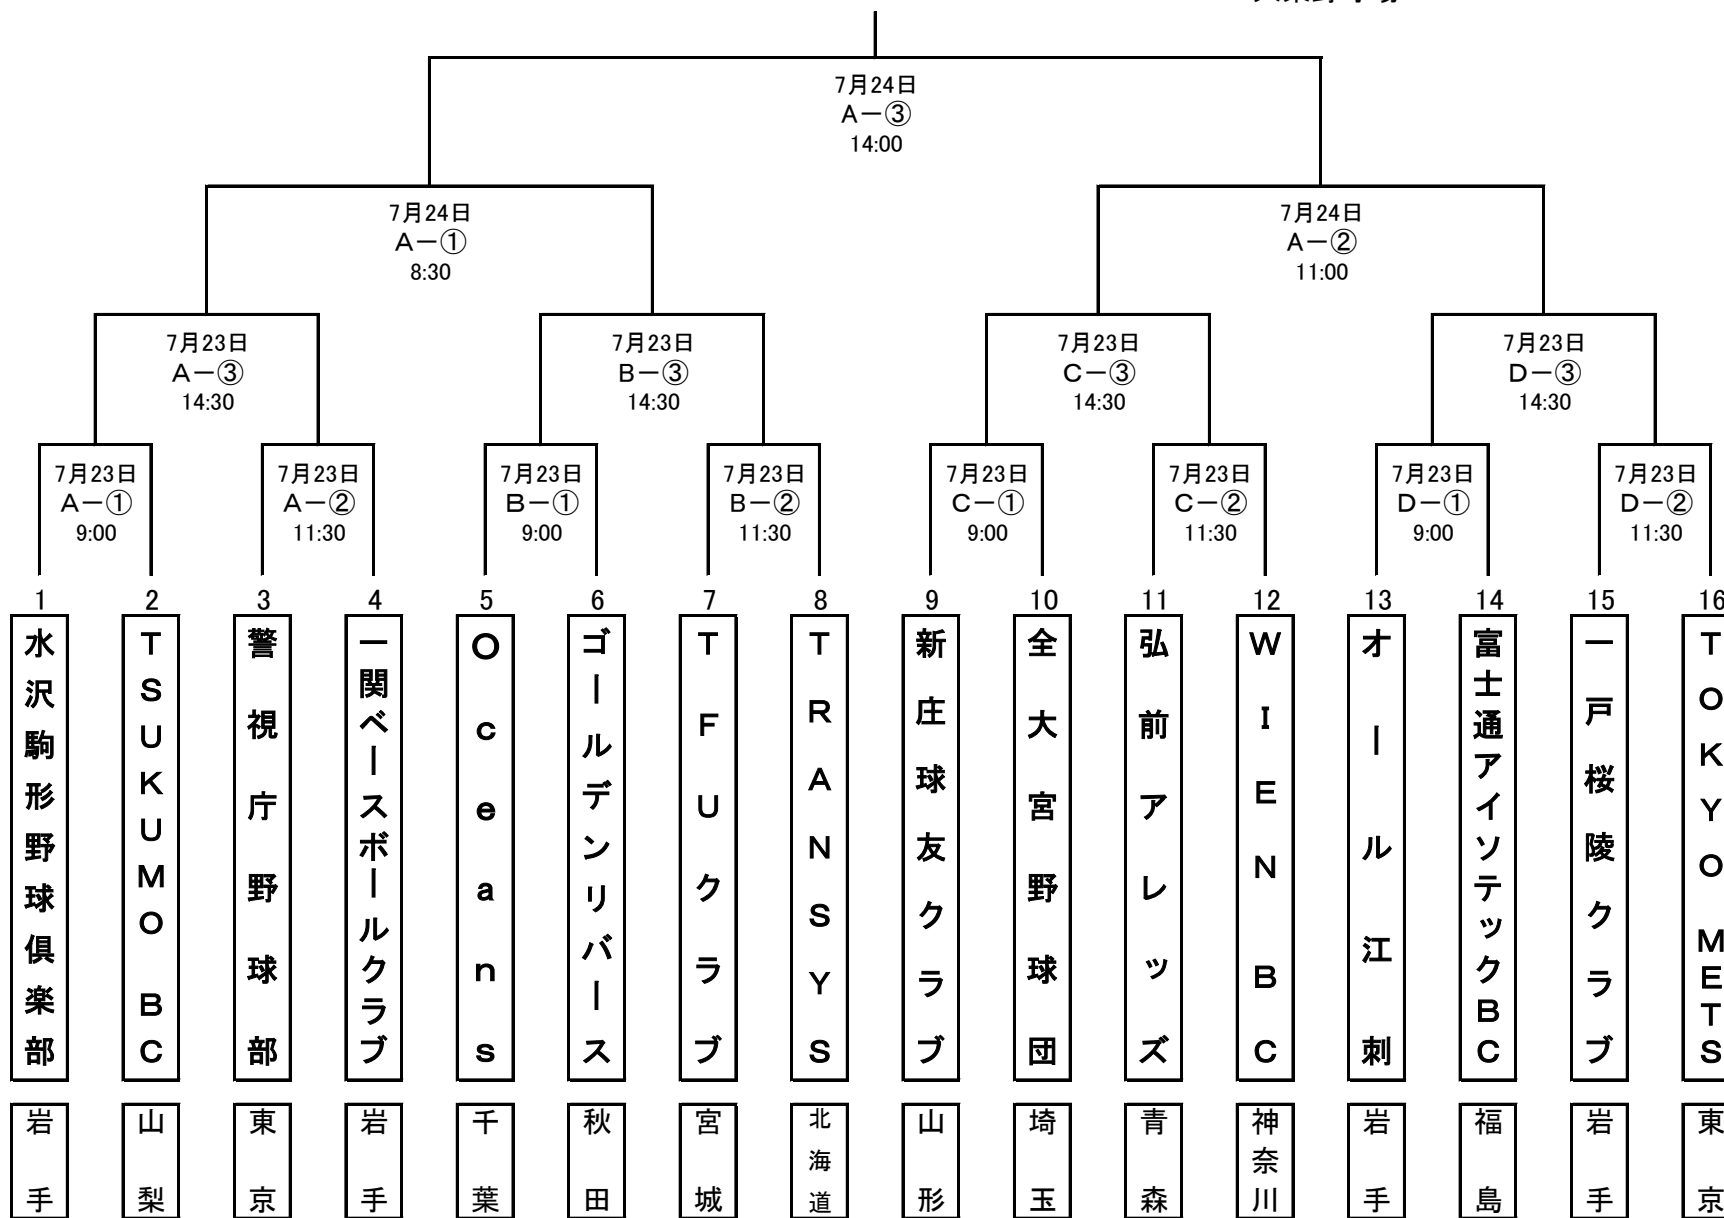 7月24日
A－③
14:00
7月24日
A－①
8:30
7月24日
A－②
11:00
7月23日
A－③
14:30
7月23日
B－③
14:30
7月23日
C－③
14:30
7月23日
D－③
14:30
7月23日
A－①
9:00
7月23日
A－②
11:30
7月23日
B－①
9:00
7月23日
B－②
11:30
7月23日
C－①
9:00
7月23日
C－②
11:30
7月23日
D－①
9:00
7月23日
D－②
11:30
1
水沢駒形野球倶楽部
岩手
2
TSUKUMO BC
山梨
3
警視庁野球部
東京
4
一関ベースボールクラブ
岩手
5
Oceans
千葉
6
ゴールデンリバース
秋田
7
TFUクラブ
宮城
8
TRANSYS
北海道
9
新庄球友クラブ
山形
10
全大宮野球団
埼玉
11
弘前アレッズ
青森
12
WIEN BC
神奈川
13
オール江刺
岩手
14
富士通アイソテックBC
福島
15
一戸桜陵クラブ
岩手
16
TOKYO METS
東京